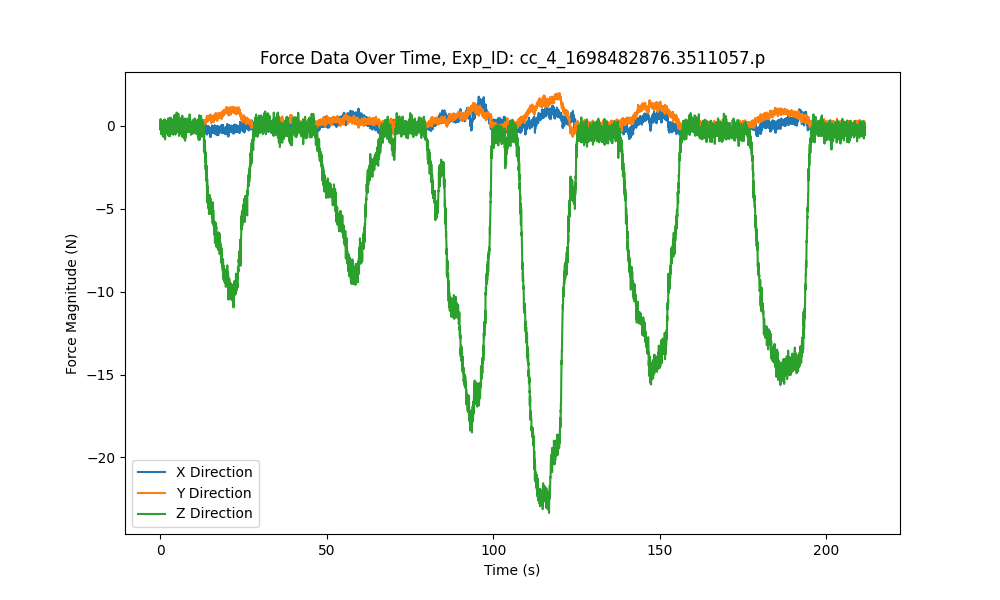 Force Data Over Time, Exp_ID: cc_4_1698482876.3511057.p
Force Magnitude (N)
0
−5
−10
−15
−20
X Direction
Y Direction
Z Direction
0 50 100 150 200
Time (s)